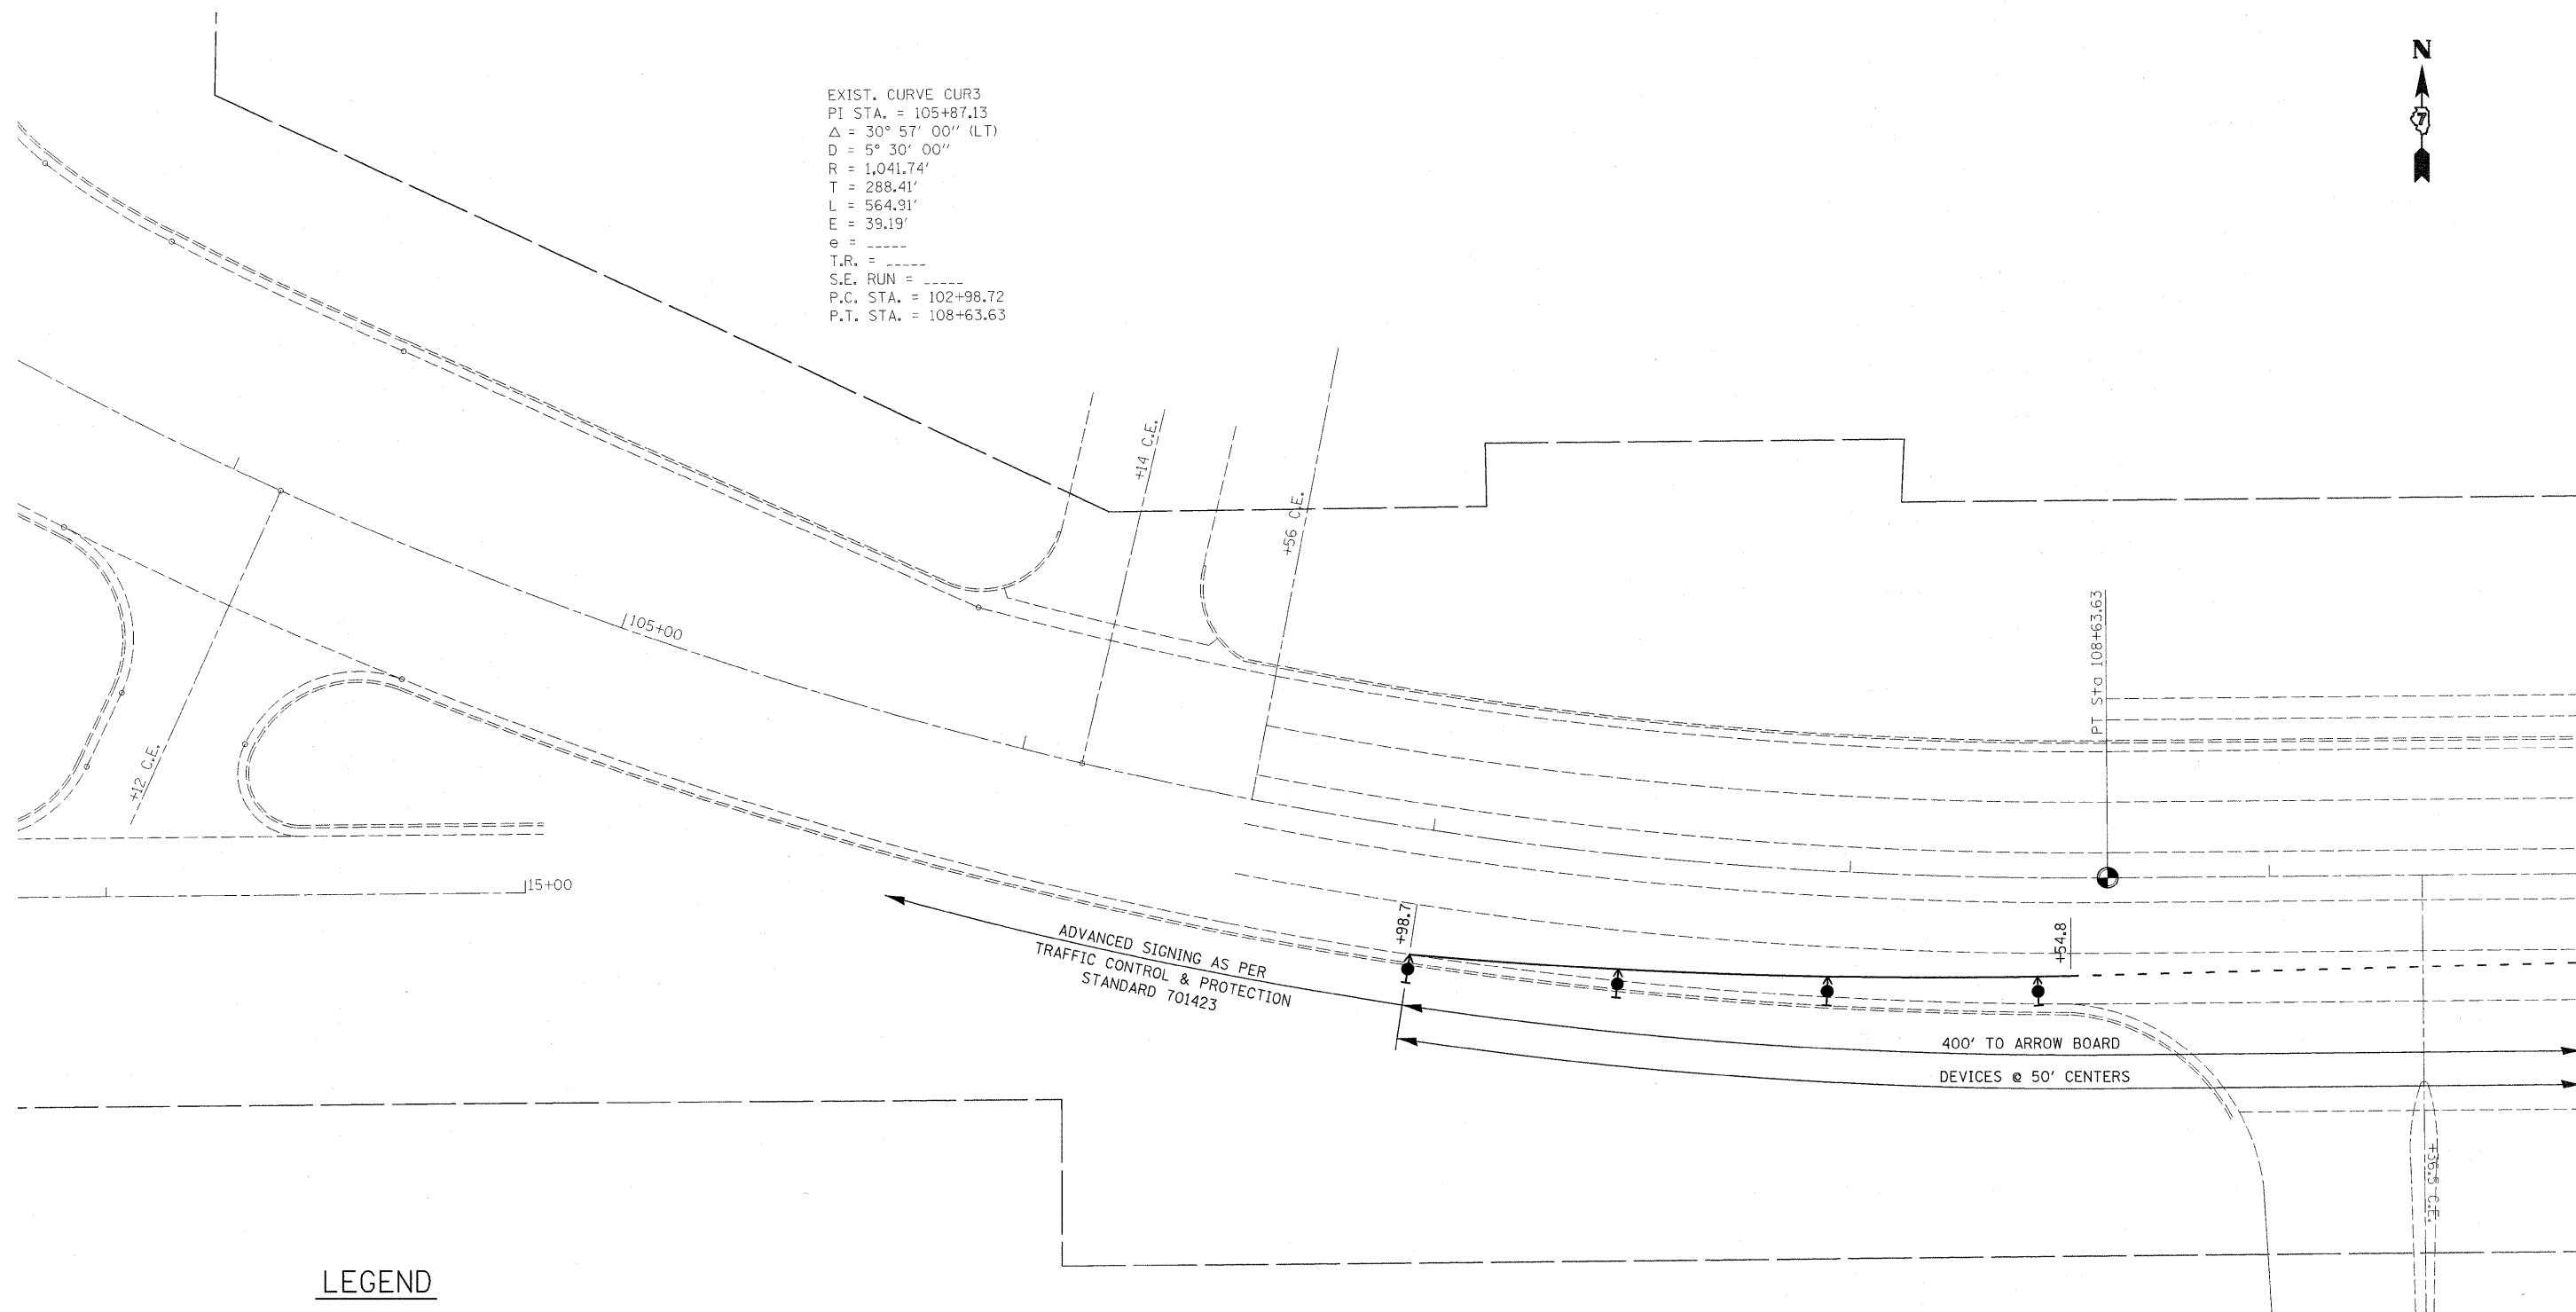 N
7
EXIST. CURVE CUR3
PI STA. = 105+87.13
Δ = 30° 57' 00'' (LT)
D = 5° 30' 00''
R = 1,041.74'
T = 288.41'
L = 564.91'
E = 39.19'
e = -----
T.R. = -----
S.E. RUN = -----
P.C. STA. = 102+98.72
P.T. STA. = 108+63.63
+14 C.E.
+56 C.E.
105+00
PT Sta 108+63.63
+12 C.E.
15+00
+98.7
+54.8
ADVANCED SIGNING AS PER
TRAFFIC CONTROL & PROTECTION
STANDARD 701423
400' TO ARROW BOARD
DEVICES @ 50' CENTERS
+36.5 C.E.
LEGEND